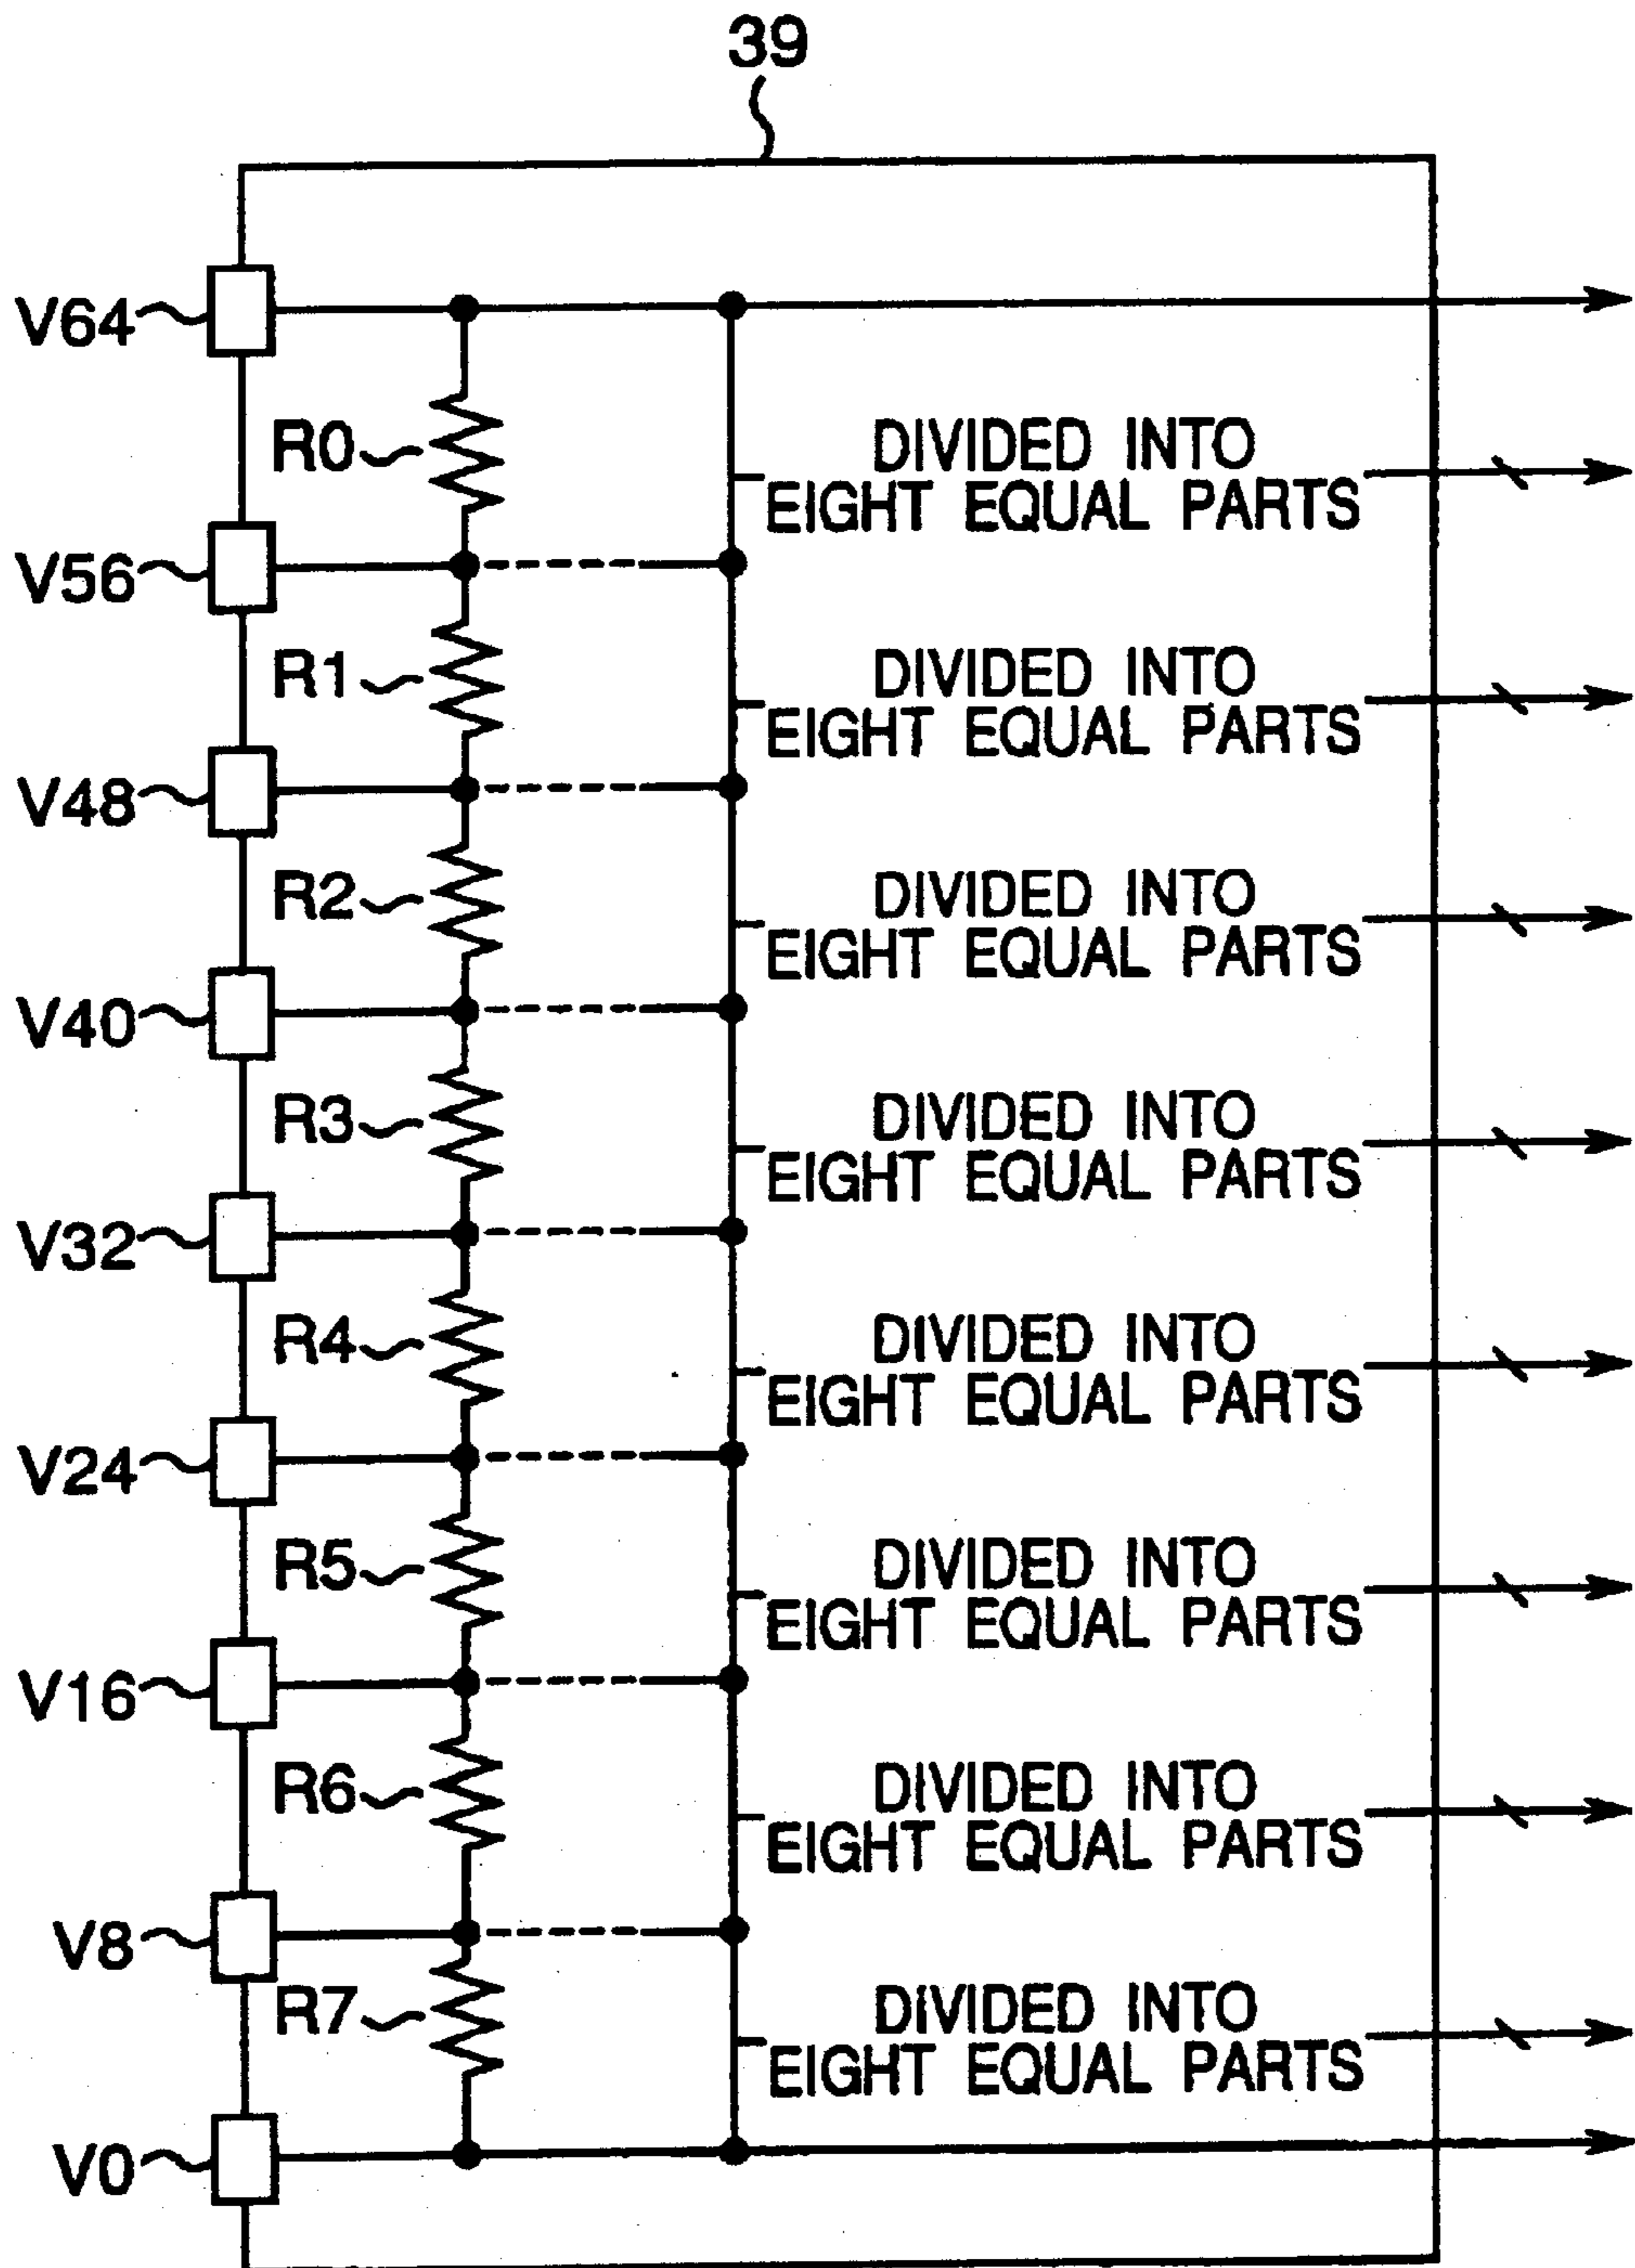 39
V64
R0
DIVIDED INTO
EIGHT EQUAL PARTS
V56
R1
DIVIDED INTO
EIGHT EQUAL PARTS
V48
R2
DIVIDED INTO
EIGHT EQUAL PARTS
V40
R3
DIVIDED INTO
EIGHT EQUAL PARTS
V32
R4
DIVIDED INTO
EIGHT EQUAL PARTS
V24
R5
DIVIDED INTO
EIGHT EQUAL PARTS
V16
R6
DIVIDED INTO
EIGHT EQUAL PARTS
V8
R7
DIVIDED INTO
EIGHT EQUAL PARTS
V0